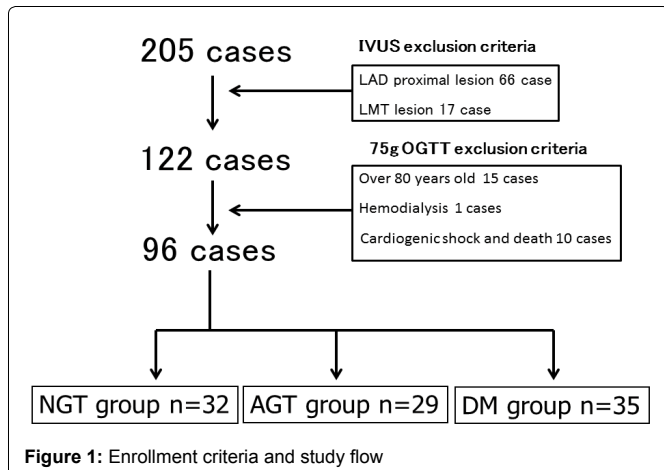 205 cases
IVUS exclusion criteria
LAD proximal lesion 66 case
LMT lesion 17 case
122 cases
75g OGTT exclusion criteria
Over 80 years old 15 cases
Hemodialysis 1 cases
Cardiogenic shock and death 10 cases
96 cases
NGT group n=32
AGT group n=29
DM group n=35
Figure 1: Enrollment criteria and study flow